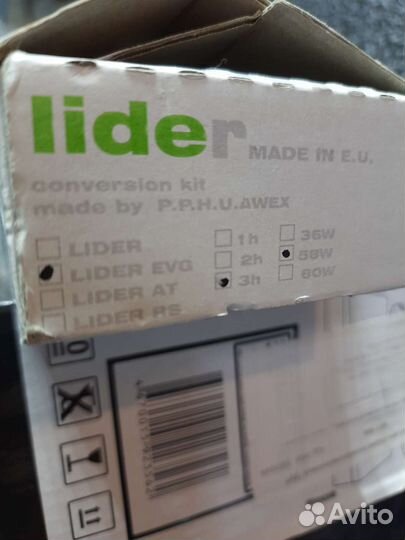 lider MADE IN E.U.
conversion kit
made by P.P.H.U.AWEX
LIDER 1h 36W
LIDER EVG 2h 58W
LIDER AT 3h 80W
LIDER RS
Avito